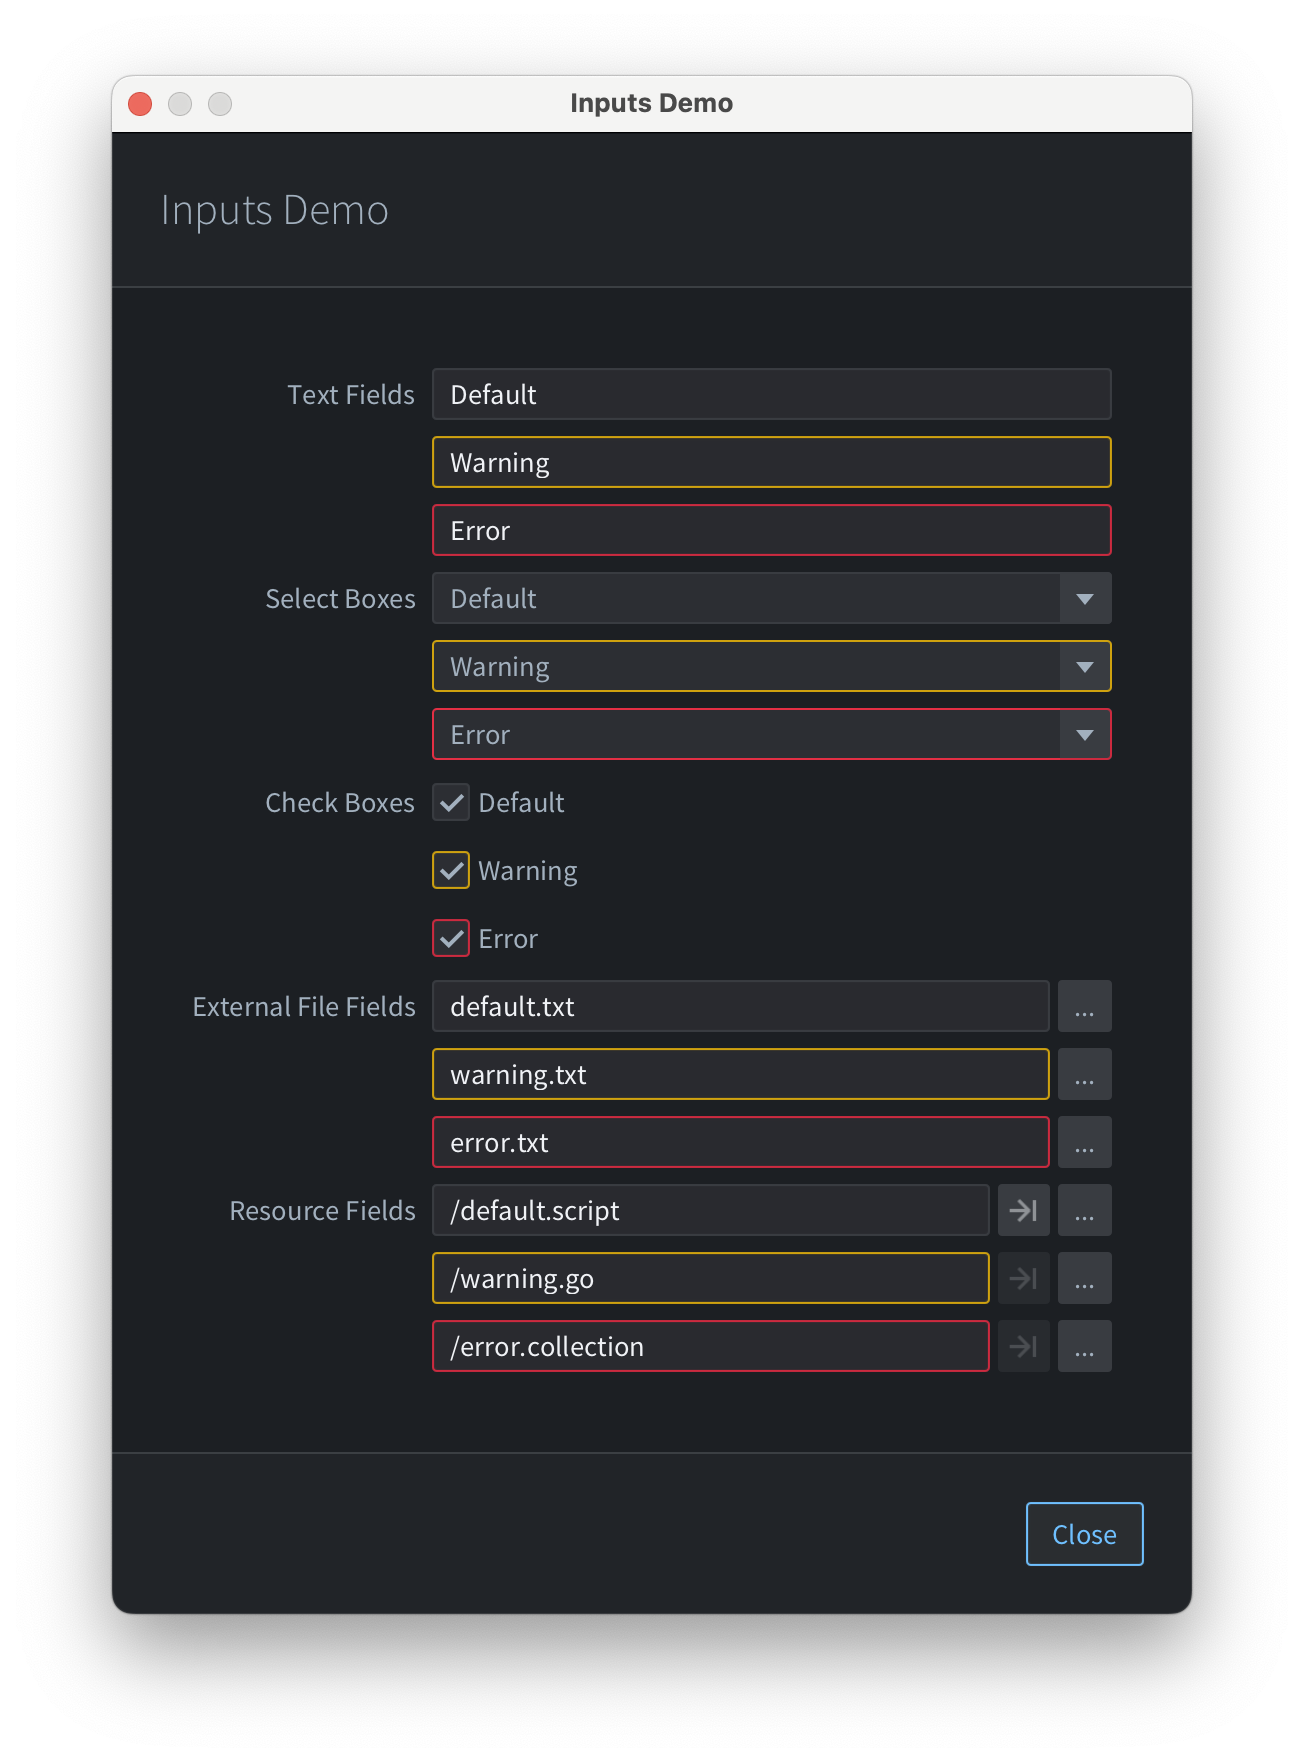 Inputs Demo
Inputs Demo
Text Fields Default
Warning
Error
Select Boxes Default
Warning
Error
Check Boxes Default
Warning
Error
External File Fields default.txt ...
warning.txt ...
error.txt ...
Resource Fields /default.script ...
/warning.go ...
/error.collection ...
Close